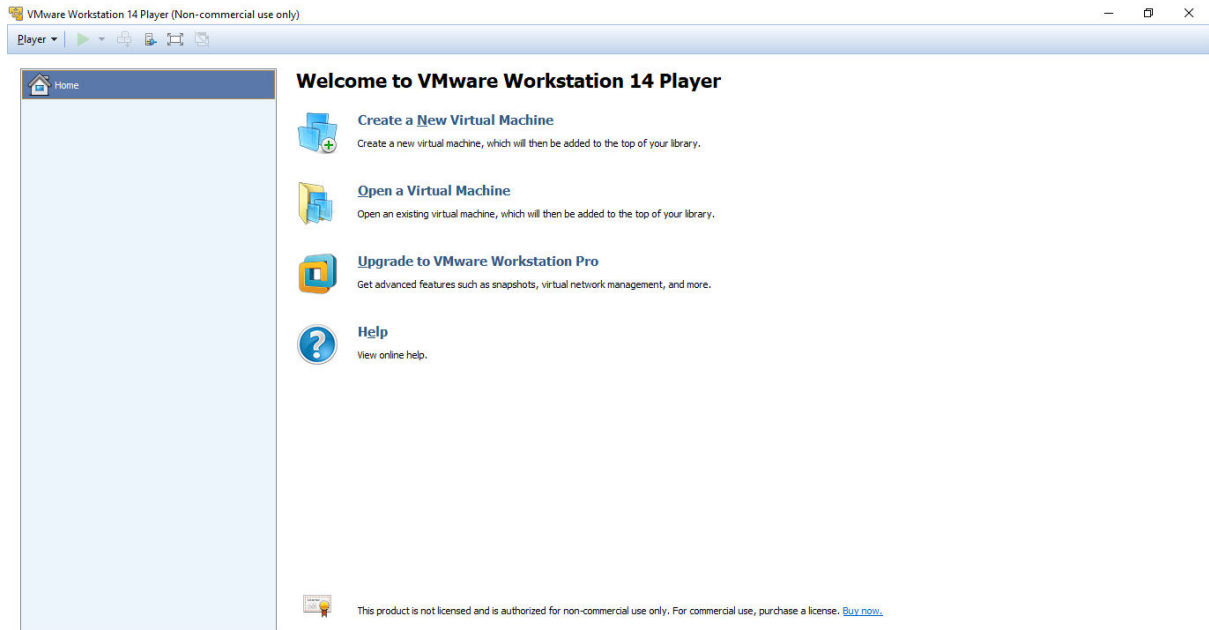 VMware Workstation 14 Player (Non-commercial use only)
Player
Home
Welcome to VMware Workstation 14 Player
Create a New Virtual Machine
Create a new virtual machine, which will then be added to the top of your library.
Open a Virtual Machine
Open an existing virtual machine, which will then be added to the top of your library.
Upgrade to VMware Workstation Pro
Get advanced features such as snapshots, virtual network management, and more.
Help
View online help.
This product is not licensed and is authorized for non-commercial use only. For commercial use, purchase a license. Buy now.